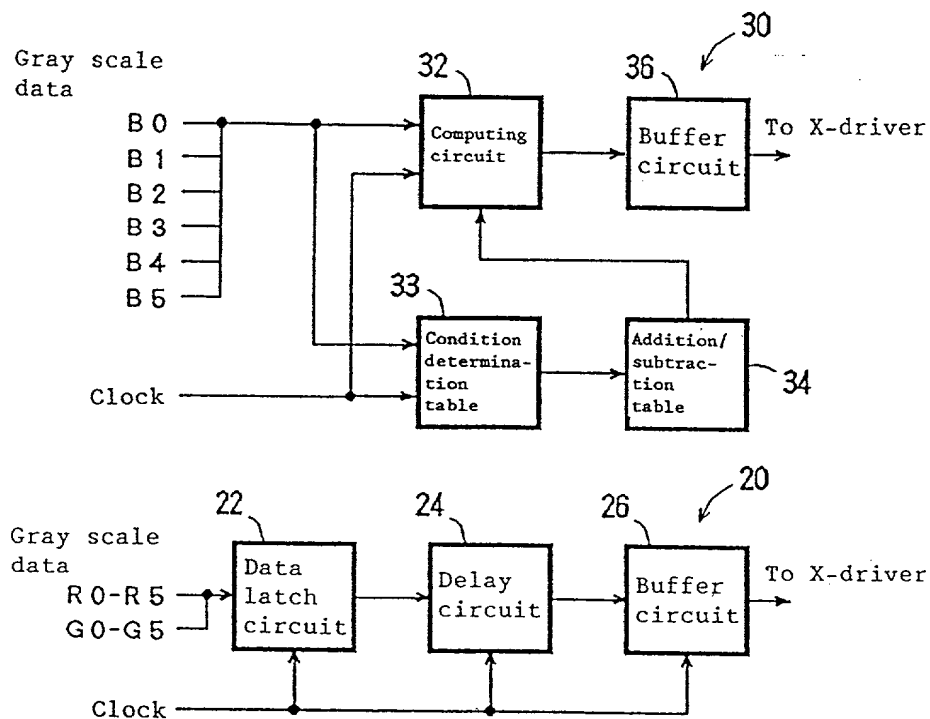 30
Gray scale
data
32
36
B0
B1
B2
B3
B4
B5
Computing
circuit
Buffer
circuit
To X-driver
33
Condition
determina-
tion
table
Addition/
subtrac-
tion
table
34
Clock
20
22
24
26
Gray scale
data
R0-R5
G0-G5
Data
latch
circuit
Delay
circuit
Buffer
circuit
To X-driver
Clock